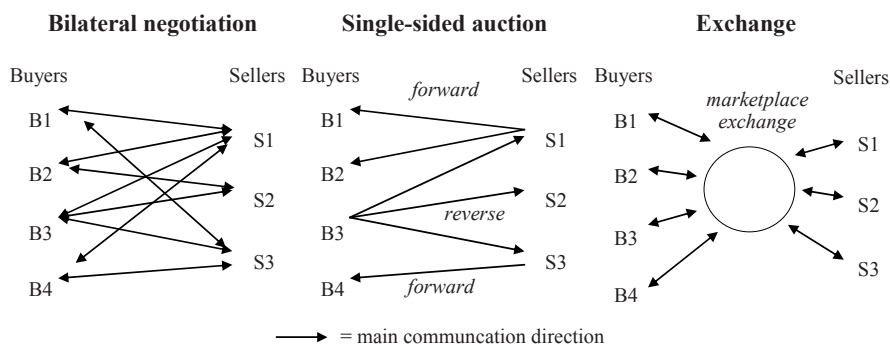 Bilateral negotiation
Buyers Sellers
B1
B2
B3
B4
S1
S2
S3
Single-sided auction
Buyers Sellers
forward
B1
B2
B3
B4
reverse
forward
S1
S2
S3
Exchange
Buyers Sellers
marketplace
exchange
B1
B2
B3
B4
S1
S2
S3
= main communcation direction